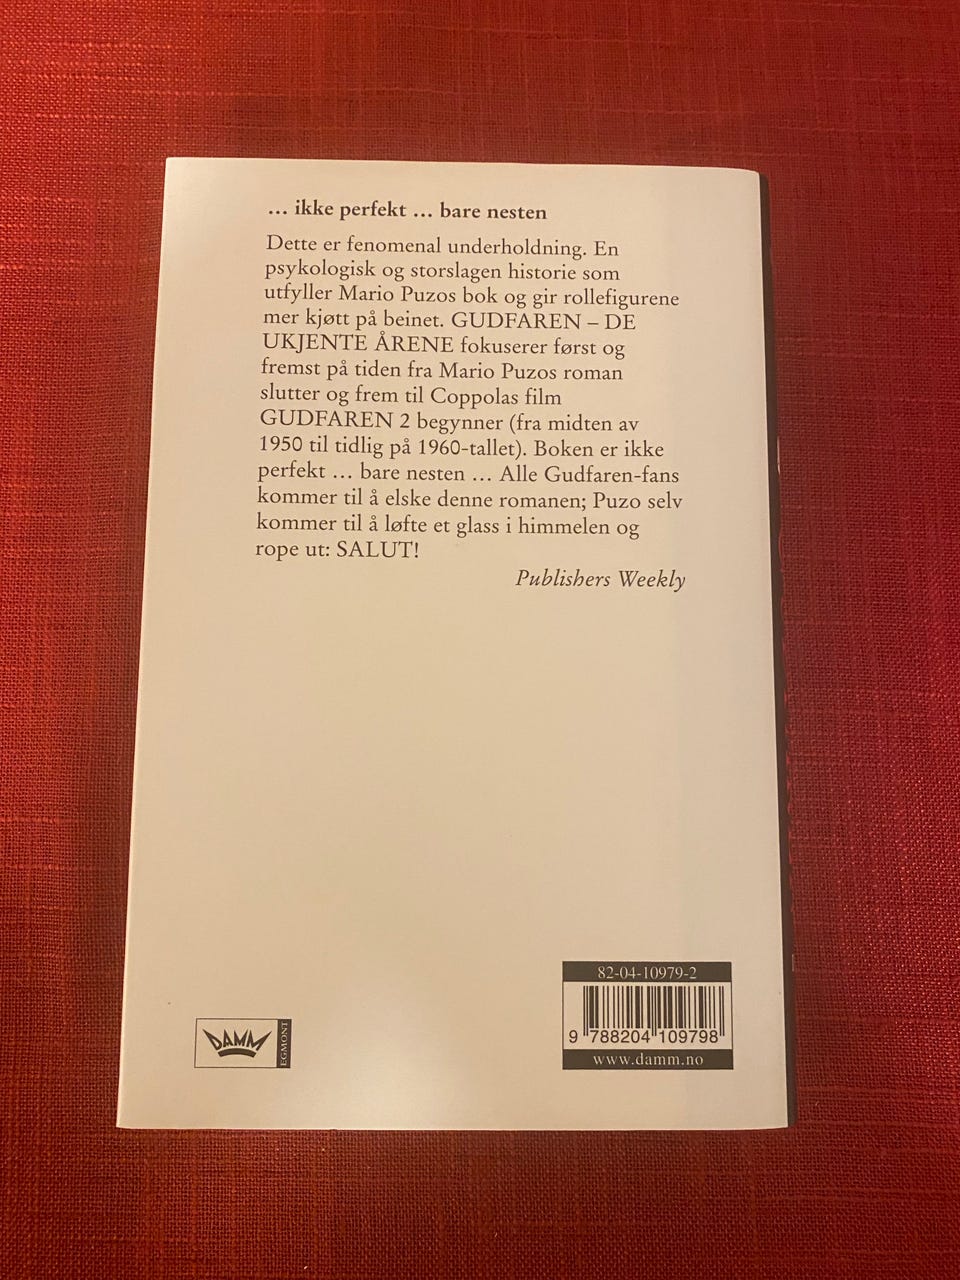 … ikke perfekt … bare nesten
Dette er fenomenal underholdning. En
psykologisk og storslagen historie som
utfyller Mario Puzos bok og gir rollefigurene
mer kjøtt på beinet. GUDFAREN – DE
UKJENTE ÅRENE fokuserer først og
fremst på tiden fra Mario Puzos roman
slutter og frem til Coppolas film
GUDFAREN 2 begynner (fra midten av
1950 til tidlig på 1960-tallet). Boken er ikke
perfekt … bare nesten … Alle Gudfaren-fans
kommer til å elske denne romanen; Puzo selv
kommer til å løfte et glass i himmelen og
rope ut: SALUT!
Publishers Weekly
82-04-10979-2
9 788204 109798
www.damm.no
DAMM
EGMONT